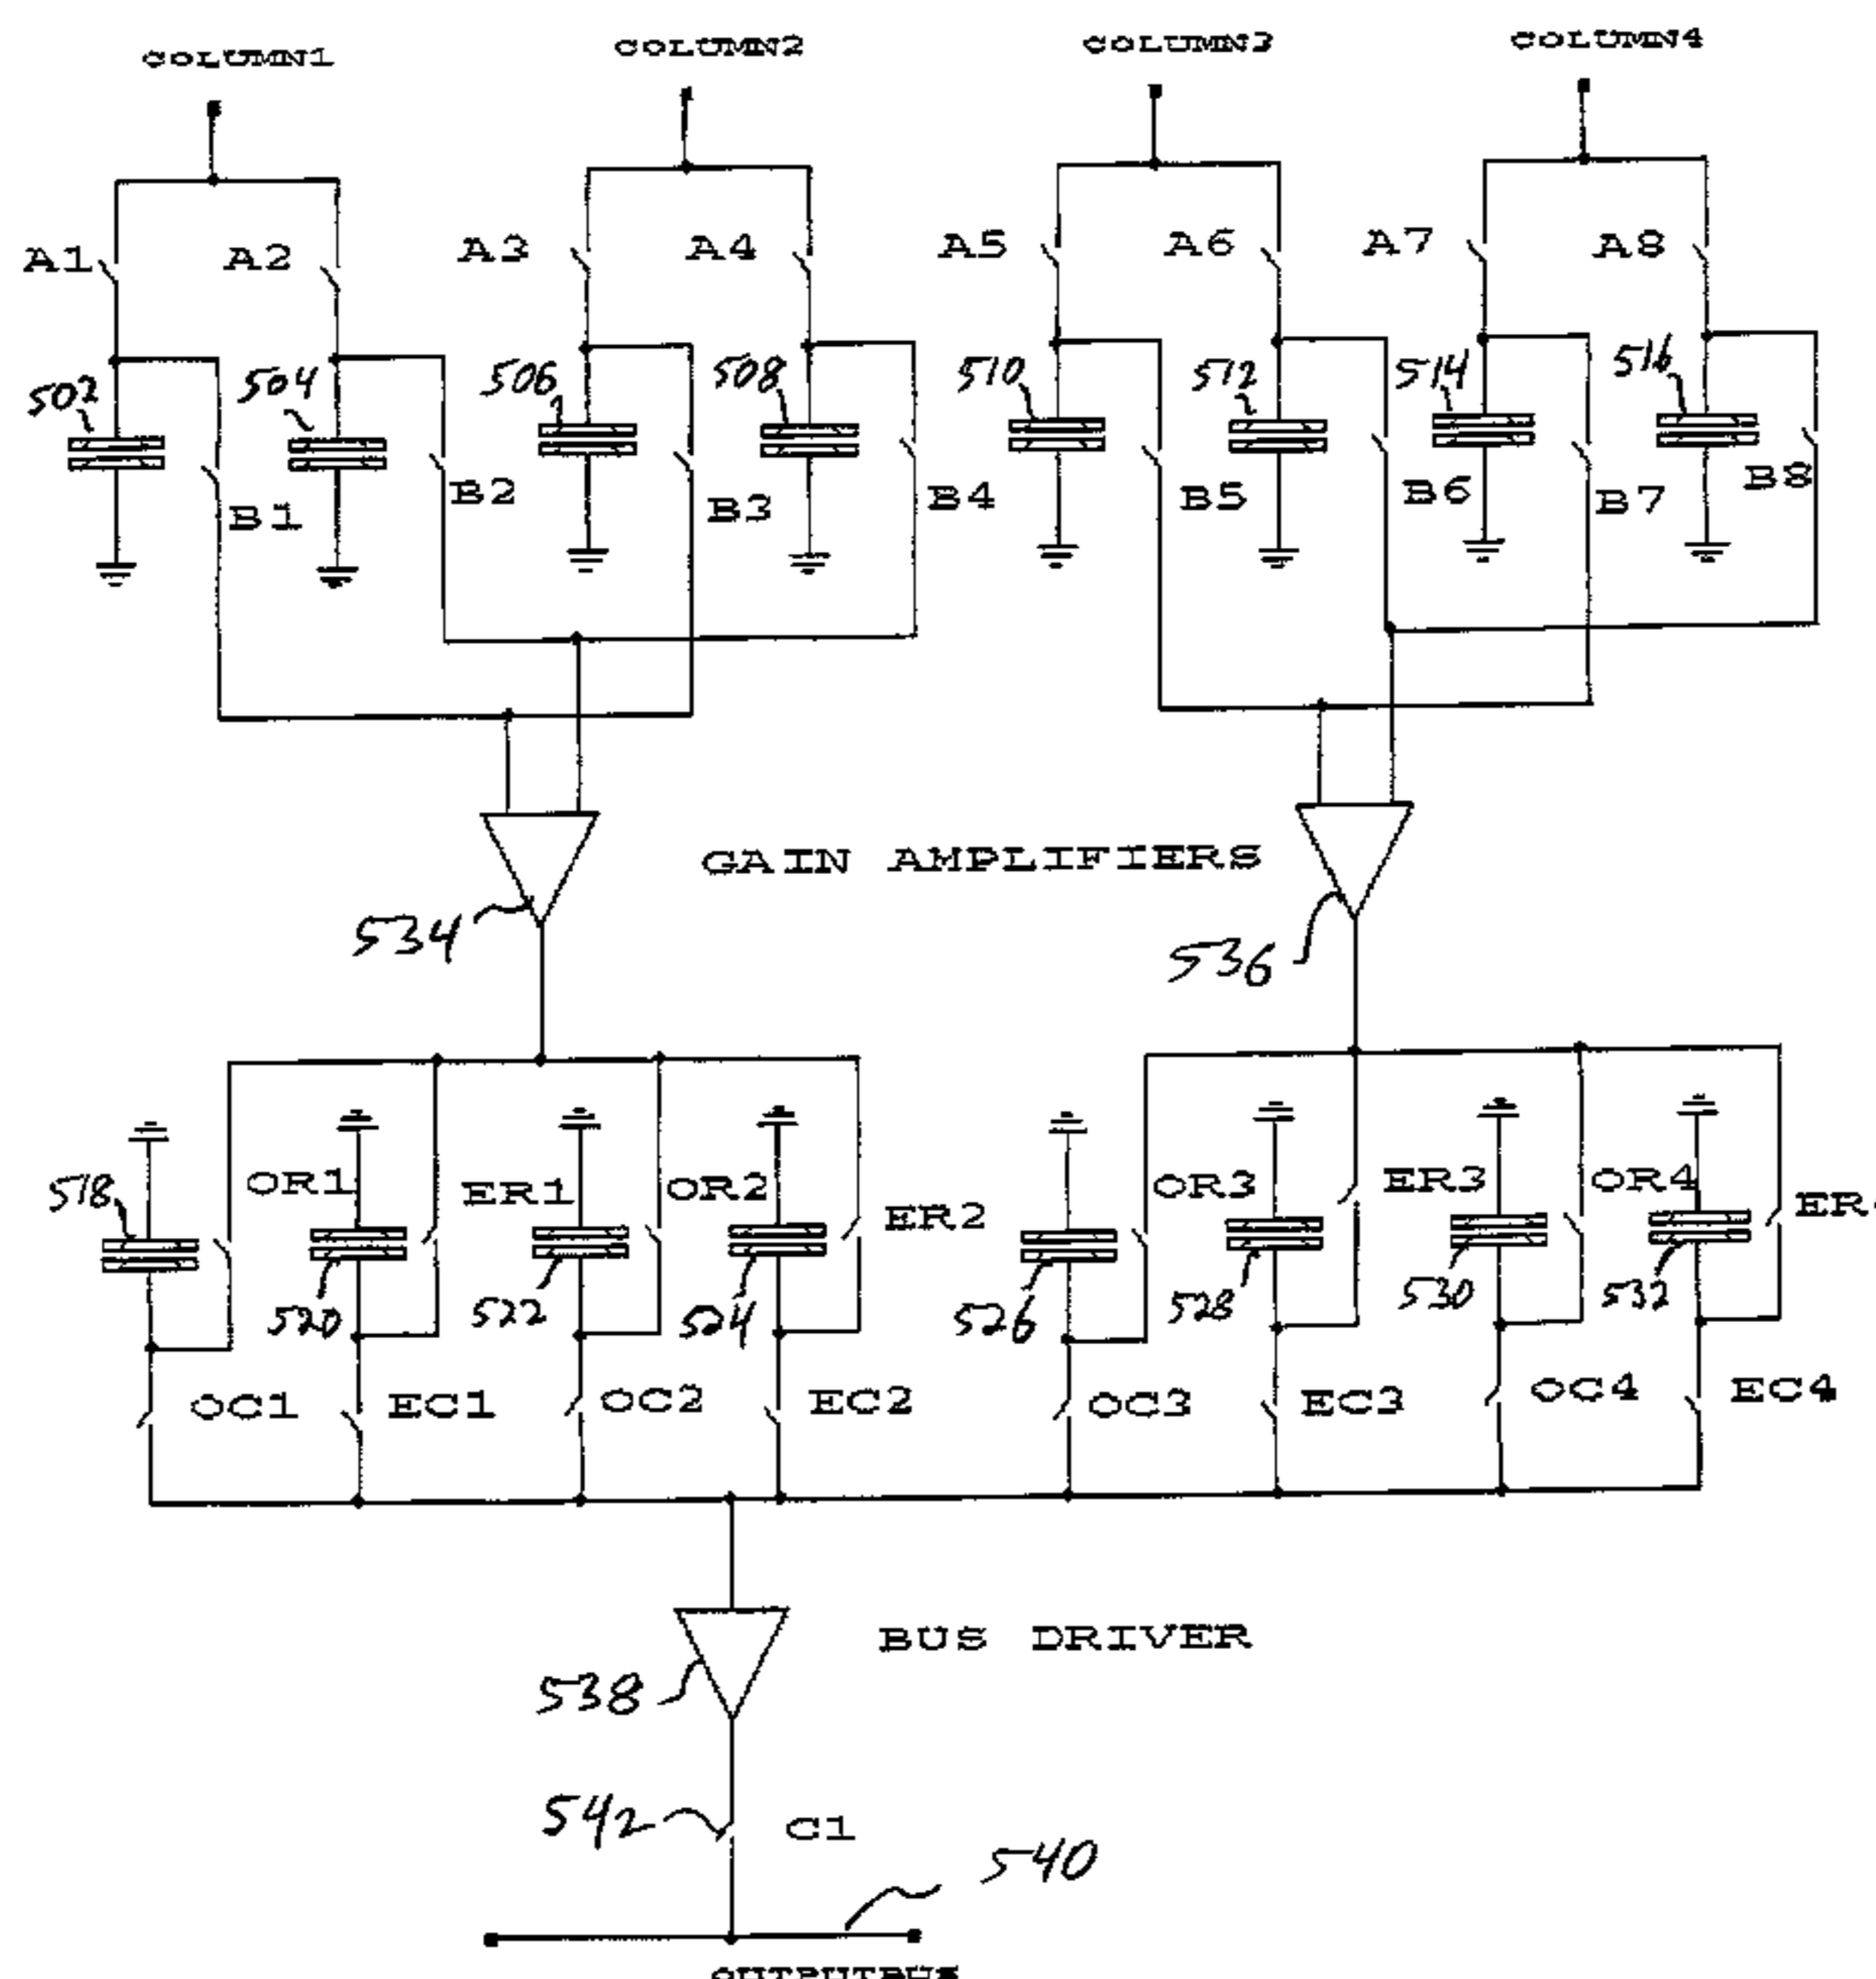 COLUMN1 COLUMN2 COLUMN3 COLUMN4
A1 A2 A3 A4 A5 A6 A7 A8
502 504 506 508 510 512 514 516
B1 B2 B3 B4 B5 B6 B7 B8
GAIN AMPLIFIERS
534 536
518 OR1 ER1 OR2 ER2 OR3 ER3 OR4
520 522 524 526 528 530 532
OC1 EC1 OC2 EC2 OC3 EC3 OC4 EC4
BUS DRIVER
538
542 C1
540
OUTPUTBUS